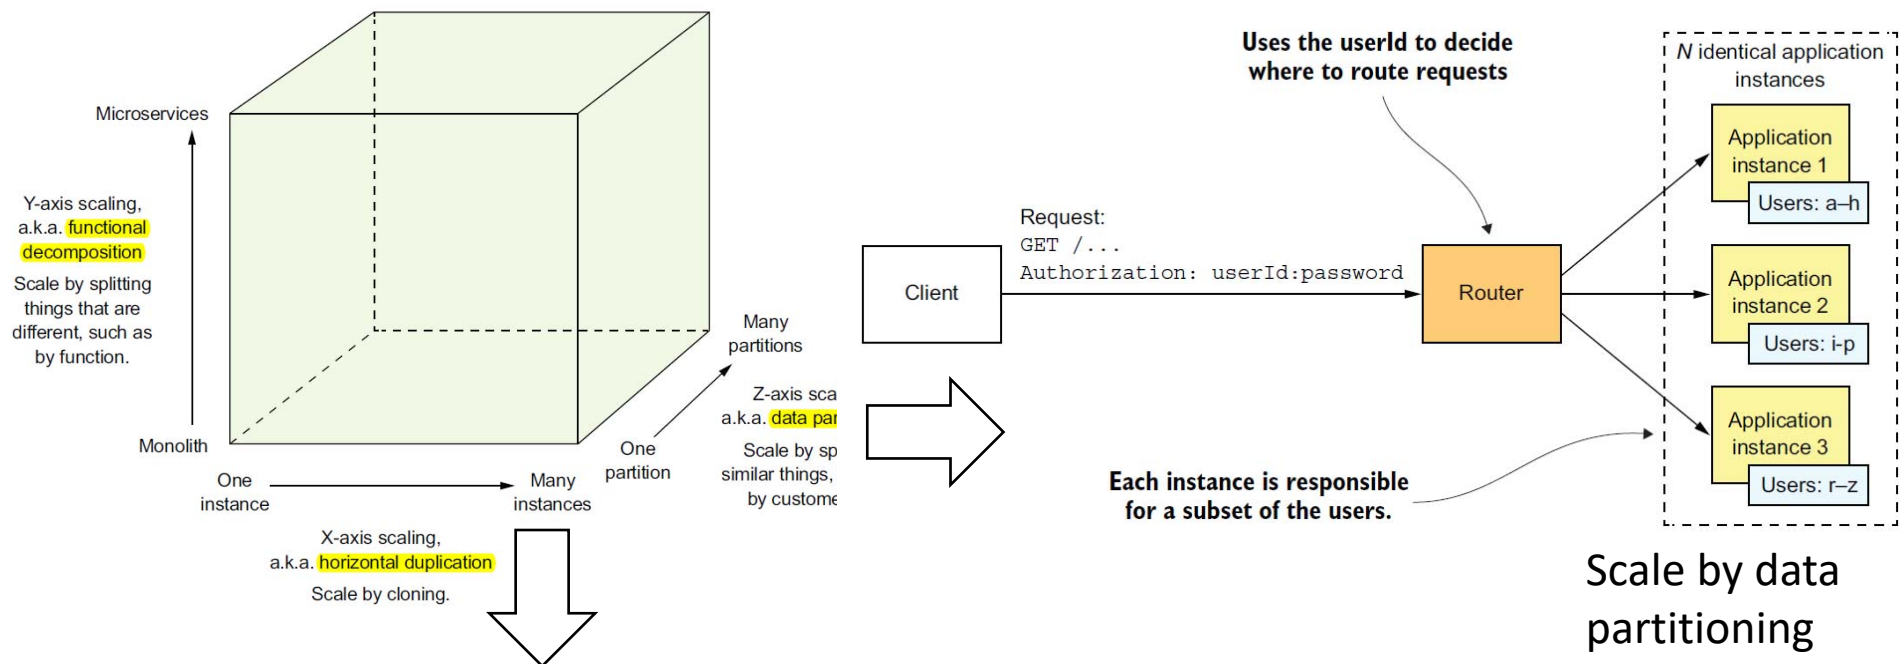 Microservices
Y-axis scaling,
a.k.a. functional
decomposition
Scale by splitting
things that are
different, such as
by function.
Monolith
One
instance
Many
instances
X-axis scaling,
a.k.a. horizontal duplication
Scale by cloning.
One
partition
Many
partitions
Z-axis
a.k.a. data
Scale by
similar things,
by
Uses the userId to decide
where to route requests
Client
Request:
GET /...
Authorization: userId:password
Router
N identical application
instances
Application
instance 1
Users: a–h
Application
instance 2
Users: i-p
Application
instance 3
Users: r–z
Each instance is responsible
for a subset of the users.
Scale by data
partitioning